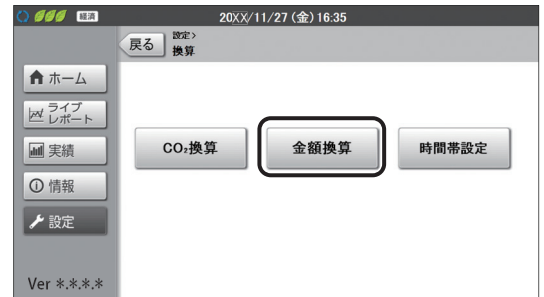 経済 20XX/11/27 (金) 16:35
戻る 設定>
換算
ホーム
ライブ
レポート
実績
情報
設定
CO₂換算 金額換算 時間帯設定
Ver *.*.*.*